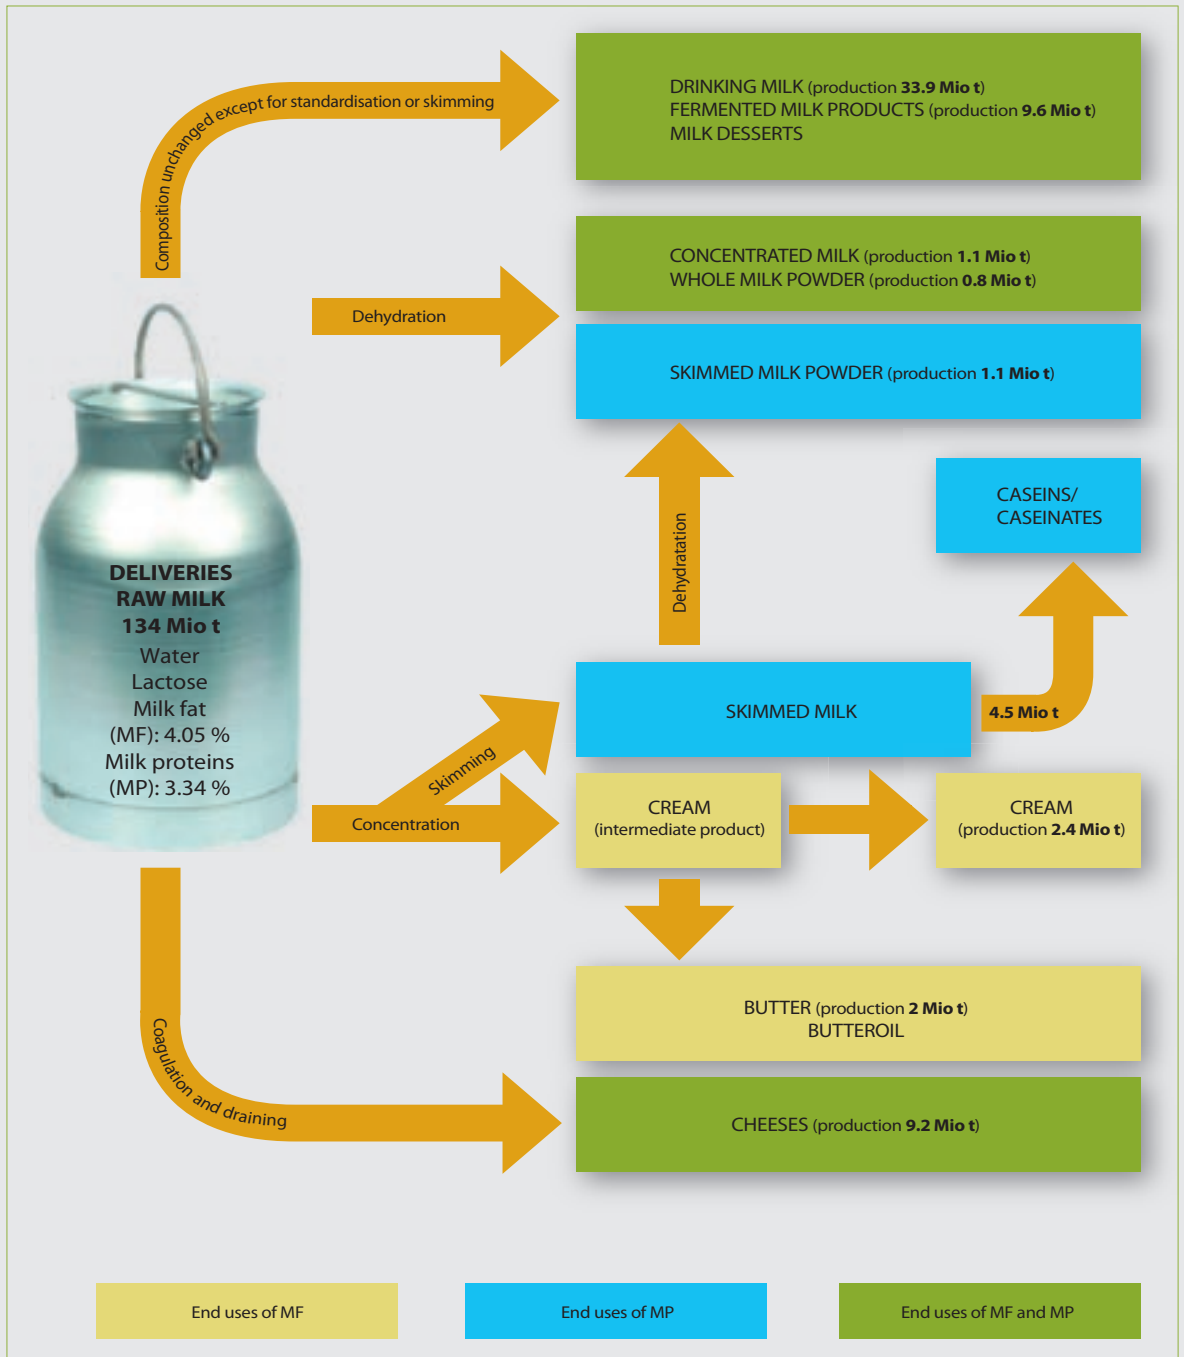 Composition unchanged except for standardisation or skimming
DRINKING MILK (production 33.9 Mio t)
FERMENTED MILK PRODUCTS (production 9.6 Mio t)
MILK DESSERTS
Dehydration
CONCENTRATED MILK (production 1.1 Mio t)
WHOLE MILK POWDER (production 0.8 Mio t)
SKIMMED MILK POWDER (production 1.1 Mio t)
CASEINS/
CASEINATES
Dehydratation
DELIVERIES
RAW MILK
134 Mio t
Water
Lactose
Milk fat
(MF): 4.05 %
Milk proteins
(MP): 3.34 %
SKIMMED MILK
4.5 Mio t
Skimming
Concentration
CREAM
(intermediate product)
CREAM
(production 2.4 Mio t)
BUTTER (production 2 Mio t)
BUTTEROIL
Coagulation and draining
CHEESES (production 9.2 Mio t)
End uses of MF
End uses of MP
End uses of MF and MP